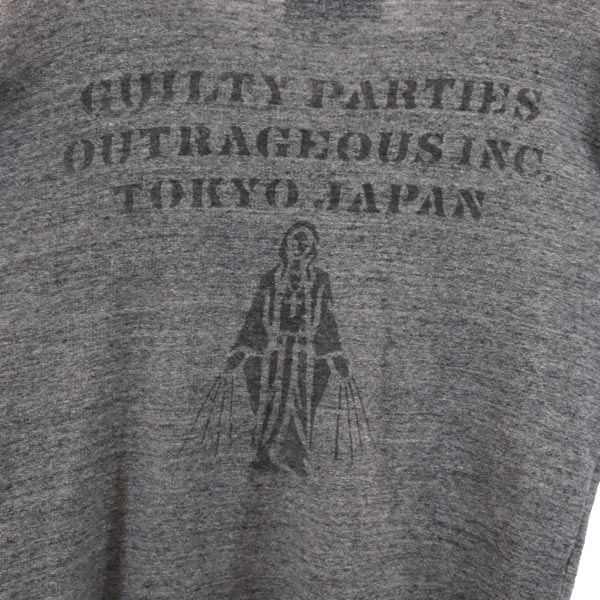 GUILTY PARTIES
OUTRAGEOUS INC.
TOKYO JAPAN